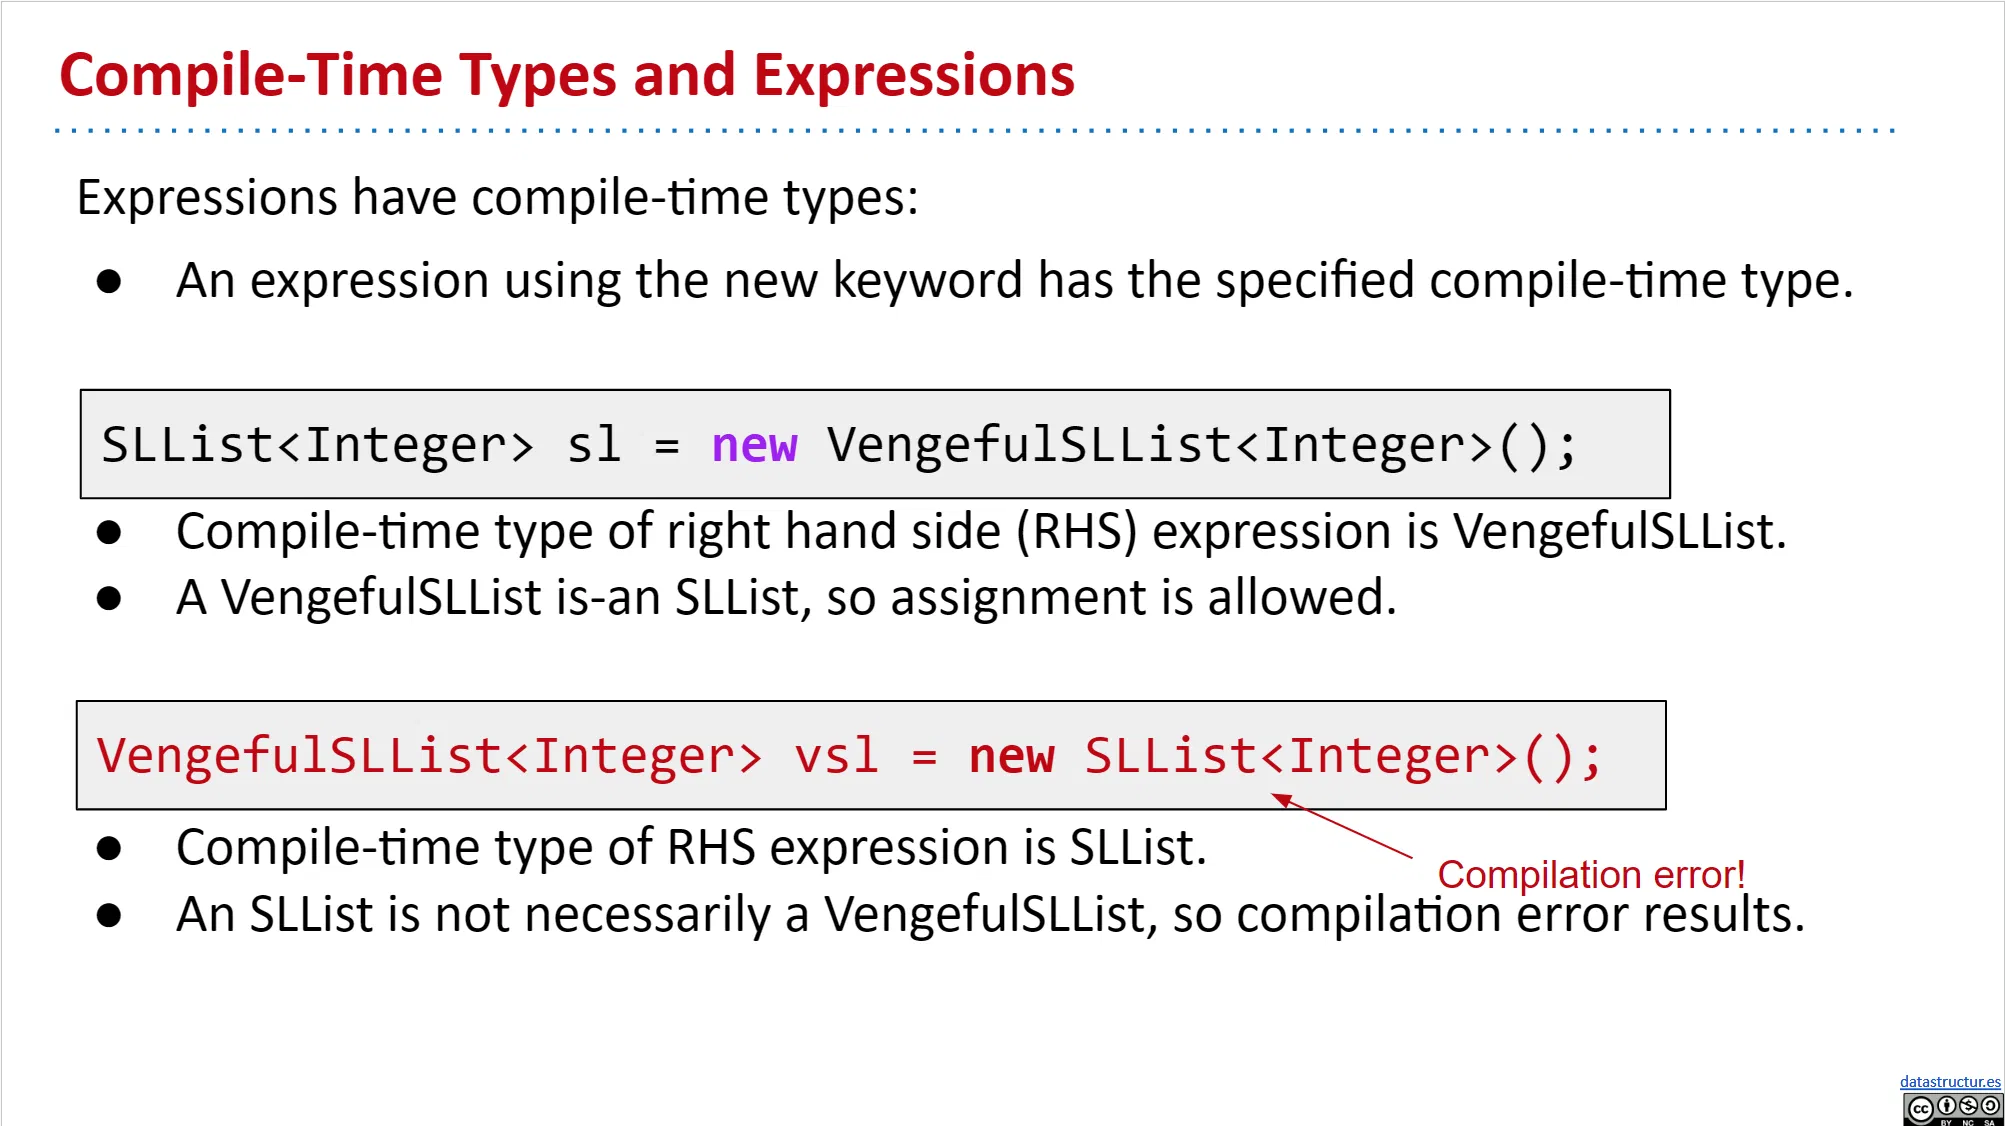 Compile-Time Types and Expressions
Expressions have compile-time types:
● An expression using the new keyword has the specified compile-time type.
SLList<Integer> sl = new VengefulSLList<Integer>();
● Compile-time type of right hand side (RHS) expression is VengefulSLList.
● A VengefulSLList is-an SLList, so assignment is allowed.
VengefulSLList<Integer> vsl = new SLList<Integer>();
● Compile-time type of RHS expression is SLList.
Compilation error!
● An SLList is not necessarily a VengefulSLList, so compilation error results.
datastructur.es
cc
BY NC SA